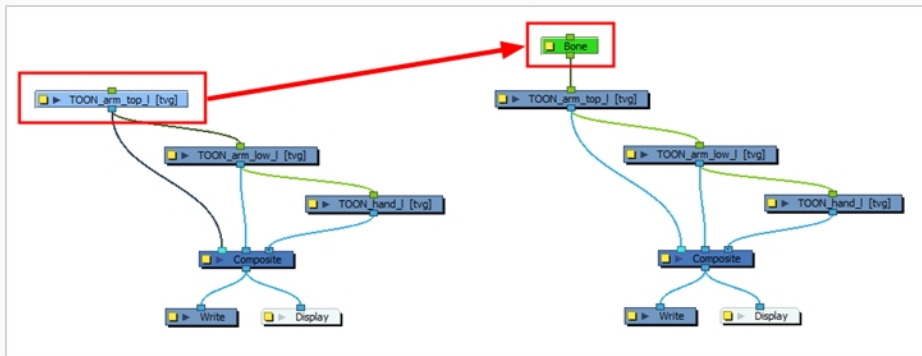 Bone
TOON_arm_top_l [tvg]
TOON_arm_top_l [tvg]
TOON_arm_low_l [tvg]
TOON_arm_low_l [tvg]
TOON_hand_l [tvg]
TOON_hand_l [tvg]
Composite
Composite
Write
Display
Write
Display